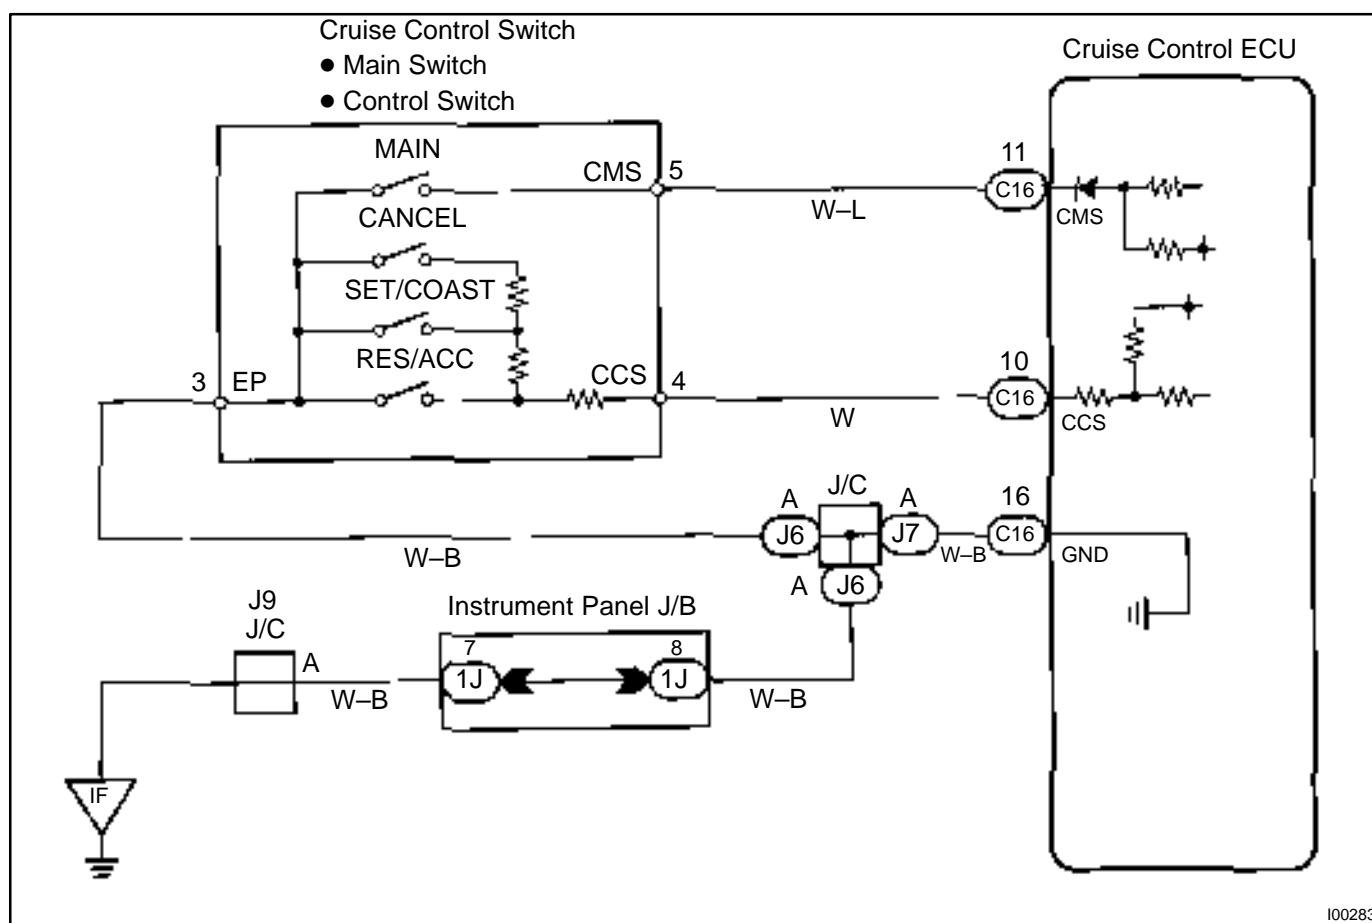 Cruise Control Switch
● Main Switch
● Control Switch
Cruise Control ECU
MAIN
CMS
5
W–L
11
C16
CMS
CANCEL
SET/COAST
RES/ACC
3
EP
CCS
4
W
10
C16
CCS
A
J/C
A
16
J6
J7
C16
W–B
W–B
GND
A
J6
J9
J/C
Instrument Panel J/B
A
7
8
1J
1J
W–B
W–B
IF
I00283